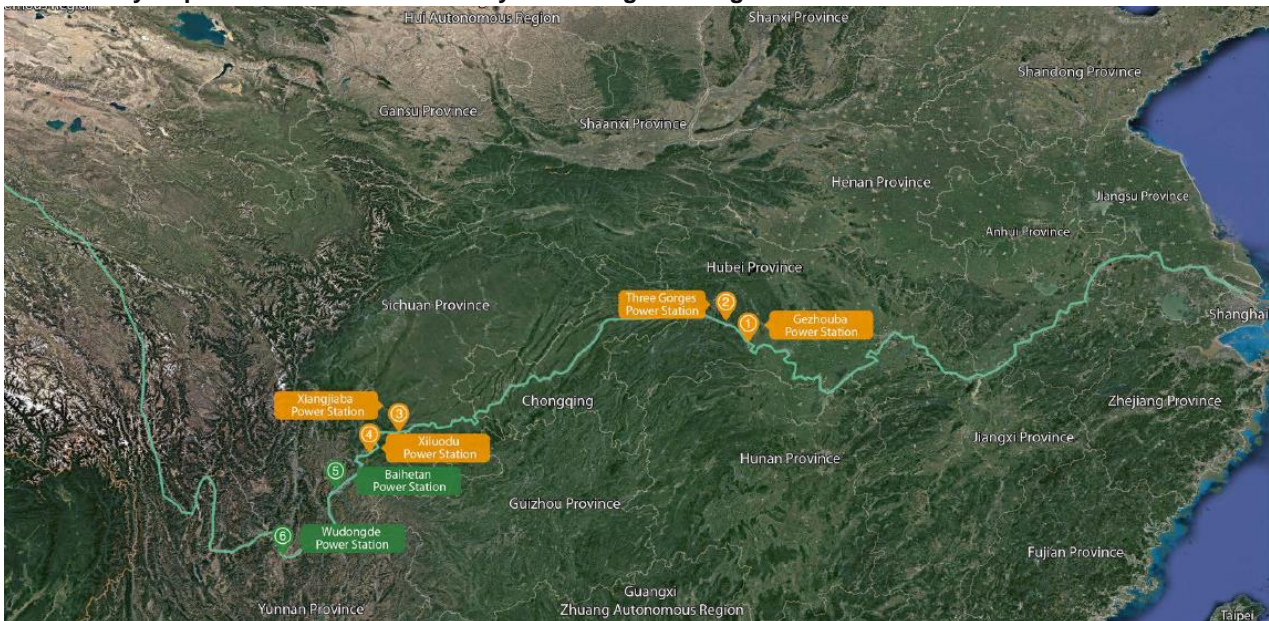 Hui Autonomous Region
Shanxi Province
Shandong Province
Gansu Province
Shaanxi Province
Henan Province
Jiangsu Province
Anhui Province
Hubei Province
Sichuan Province
Three Gorges
Power Station
2
1
Gezhouba
Power Station
Shanghai
Xiangjiaba
Power Station
3
Chongqing
Zhejiang Province
4
Xiluodu
Power Station
Jiangxi Province
Hunan Province
5
Baihetan
Power Station
Guizhou Province
6
Wudongde
Power Station
Fujian Province
Guangxi
Zhuang Autonomous Region
Yunnan Province
Taipei